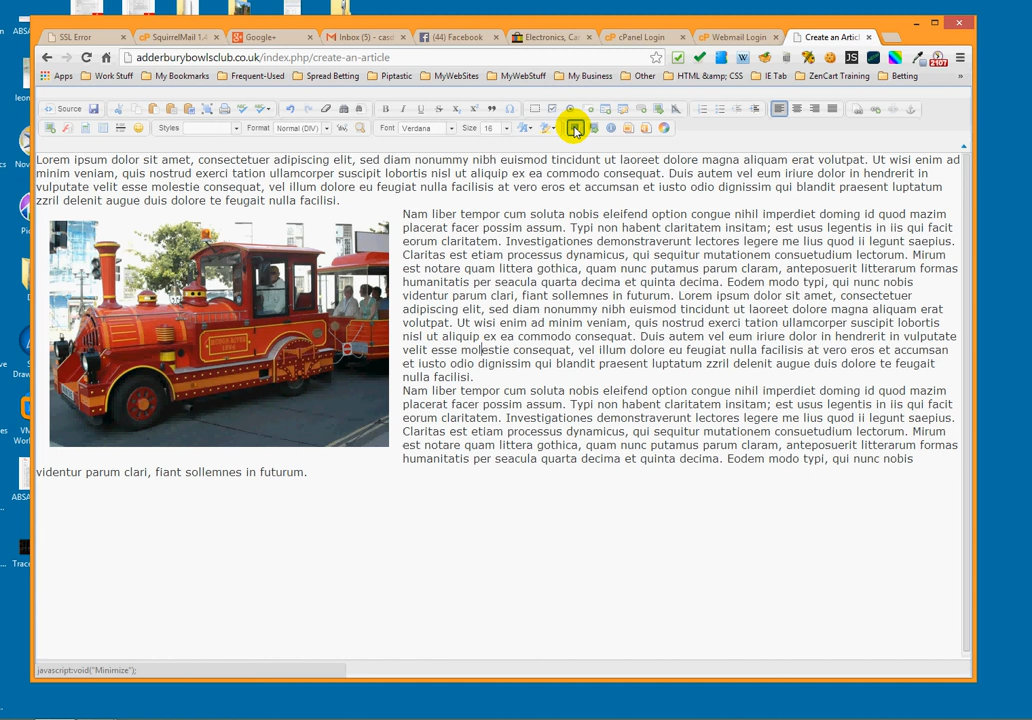 ABSA
SSL Error
SquirrelMail 1.4
Google+
Inbox (5) - casd
(44) Facebook
Electronics, Ca
cPanel Login
Webmail Login
Create an Articl
adderburybowlsclub.co.uk/index.php/create-an-article
2107
Apps Work Stuff My Bookmarks Frequent-Used Spread Betting Piptastic MyWebSites MyWebStuff My Business Other HTML &amp; CSS IE Tab ZenCart Training Betting »
Source
Styles Format Normal (DIV) Font Verdana Size 16
Lorem ipsum dolor sit amet, consectetuer adipiscing elit, sed diam nonummy nibh euismod tincidunt ut laoreet dolore magna aliquam erat volutpat. Ut wisi enim ad
minim veniam, quis nostrud exerci tation ullamcorper suscipit lobortis nisl ut aliquip ex ea commodo consequat. Duis autem vel eum iriure dolor in hendrerit in
vulputate velit esse molestie consequat, vel illum dolore eu feugiat nulla facilisis at vero eros et accumsan et iusto odio dignissim qui blandit praesent luptatum
zzril delenit augue duis dolore te feugait nulla facilisi.
Nam liber tempor cum soluta nobis eleifend option congue nihil imperdiet doming id quod mazim
placerat facer possim assum. Typi non habent claritatem insitam; est usus legentis in iis qui facit
eorum claritatem. Investigationes demonstraverunt lectores legere me lius quod ii legunt saepius.
Claritas est etiam processus dynamicus, qui sequitur mutationem consuetudium lectorum. Mirum
est notare quam littera gothica, quam nunc putamus parum claram, anteposuerit litterarum formas
humanitatis per seacula quarta decima et quinta decima. Eodem modo typi, qui nunc nobis
videntur parum clari, fiant sollemnes in futurum. Lorem ipsum dolor sit amet, consectetuer
adipiscing elit, sed diam nonummy nibh euismod tincidunt ut laoreet dolore magna aliquam erat
volutpat. Ut wisi enim ad minim veniam, quis nostrud exerci tation ullamcorper suscipit lobortis
nisl ut aliquip ex ea commodo consequat. Duis autem vel eum iriure dolor in hendrerit in vulputate
velit esse molestie consequat, vel illum dolore eu feugiat nulla facilisis at vero eros et accumsan
et iusto odio dignissim qui blandit praesent luptatum zzril delenit augue duis dolore te feugait
nulla facilisi.
Nam liber tempor cum soluta nobis eleifend option congue nihil imperdiet doming id quod mazim
placerat facer possim assum. Typi non habent claritatem insitam; est usus legentis in iis qui facit
eorum claritatem. Investigationes demonstraverunt lectores legere me lius quod ii legunt saepius.
Claritas est etiam processus dynamicus, qui sequitur mutationem consuetudium lectorum. Mirum
est notare quam littera gothica, quam nunc putamus parum claram, anteposuerit litterarum formas
humanitatis per seacula quarta decima et quinta decima. Eodem modo typi, qui nunc nobis
videntur parum clari, fiant sollemnes in futurum.
javascript:void("Minimize");